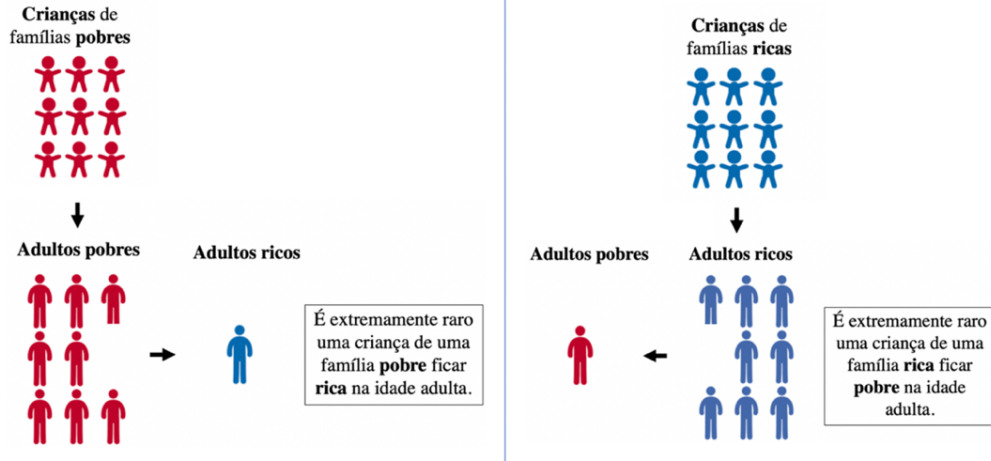 Crianças de
famílias pobres
Adultos pobres
Adultos ricos
É extremamente raro
uma criança de uma
família pobre ficar
rica na idade adulta.
Crianças de
famílias ricas
Adultos pobres
Adultos ricos
É extremamente raro
uma criança de uma
família rica ficar
pobre na idade
adulta.